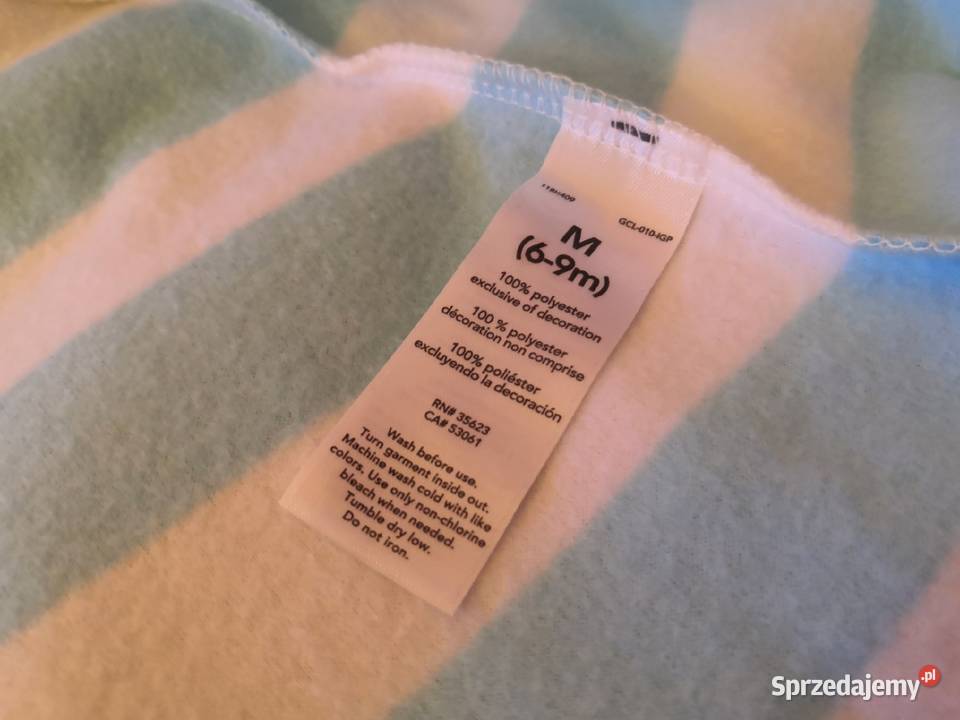 GCL-010-IGP
M
(6-9m)
100% polyester
exclusive of decoration
100 % polyester
décoration non comprise
100% poliéster
excluyendo la decoración
RN# 35623
CA# 53061
Wash before use.
Turn garment inside out.
Machine wash cold with like
colors. Use only non-chlorine
bleach when needed.
Tumble dry low.
Do not iron.
Sprzedajemy.pl